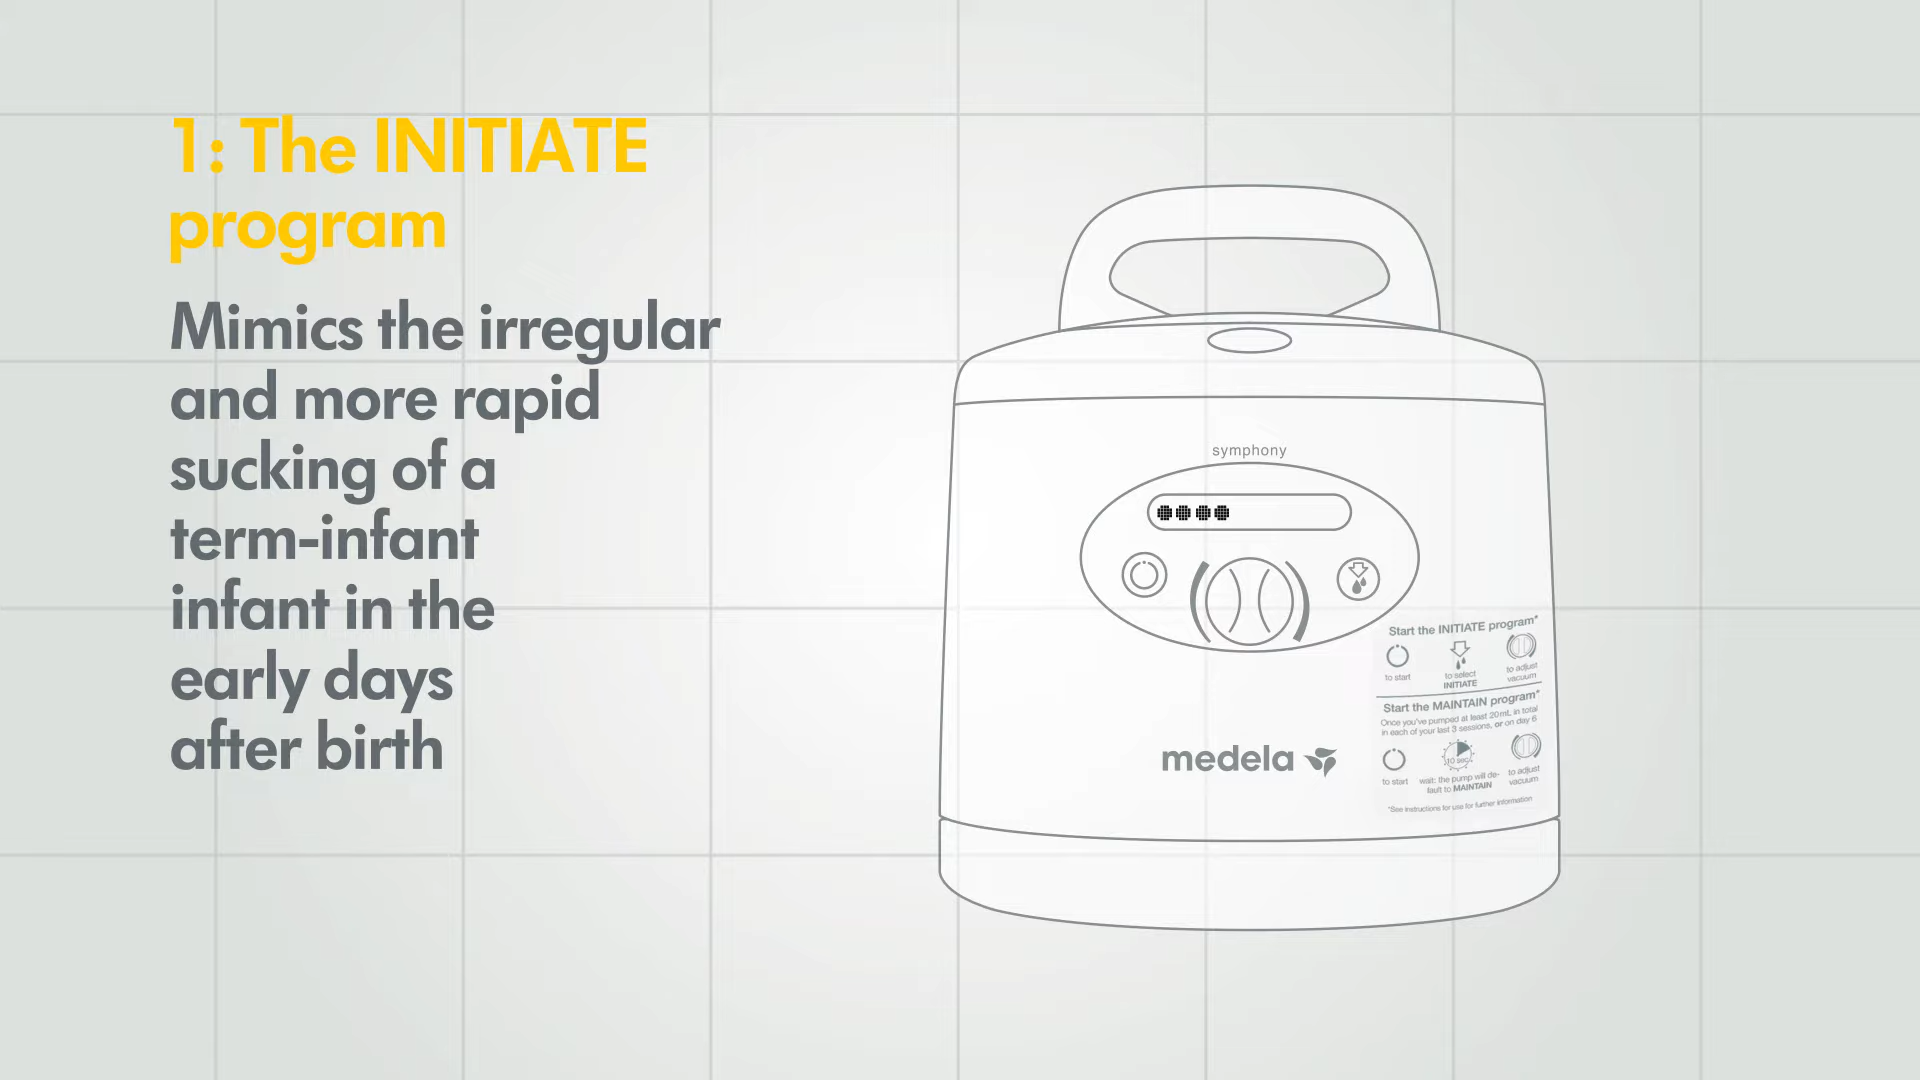 1: The INITIATE
program
Mimics the irregular
and more rapid
sucking of a
term-infant
infant in the
early days
after birth
symphony
medela
Start the INITIATE program*
to start
to select
INITIATE
to adjust
vacuum
Start the MAINTAIN program*
Once you've pumped at least 20mL in total
in each of your last 3 sessions, or on day 6
10 sec
to start
wait: the pump will de-
fault to MAINTAIN
to adjust
vacuum
*See instructions for use for further information